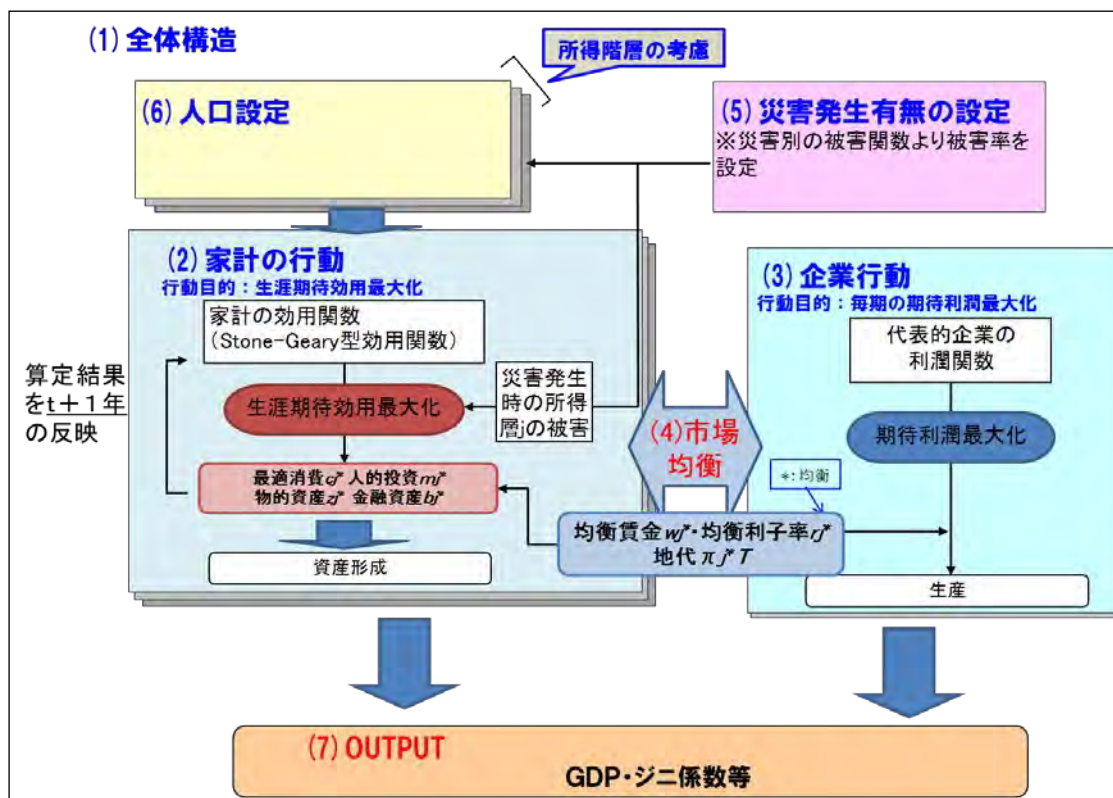 (1)全体構造
所得階層の考慮
(6)人口設定
(5)災害発生有無の設定
※災害別の被害関数より被害率を
設定
(2)家計の行動
行動目的：生涯期待効用最大化
家計の効用関数
（Stone-Geary型効用関数）
生涯期待効用最大化
災害発生
時の所得
層jの被害
最適消費cj* 人的投資mj*
物的資産zj* 金融資産bj*
資産形成
算定結果
をt＋1年
の反映
(4)市場
均衡
*：均衡
均衡賃金wj*・均衡利子率rj*
地代πj*T
(3)企業行動
行動目的：毎期の期待利潤最大化
代表的企業の
利潤関数
期待利潤最大化
生産
(7)OUTPUT
GDP・ジニ係数等